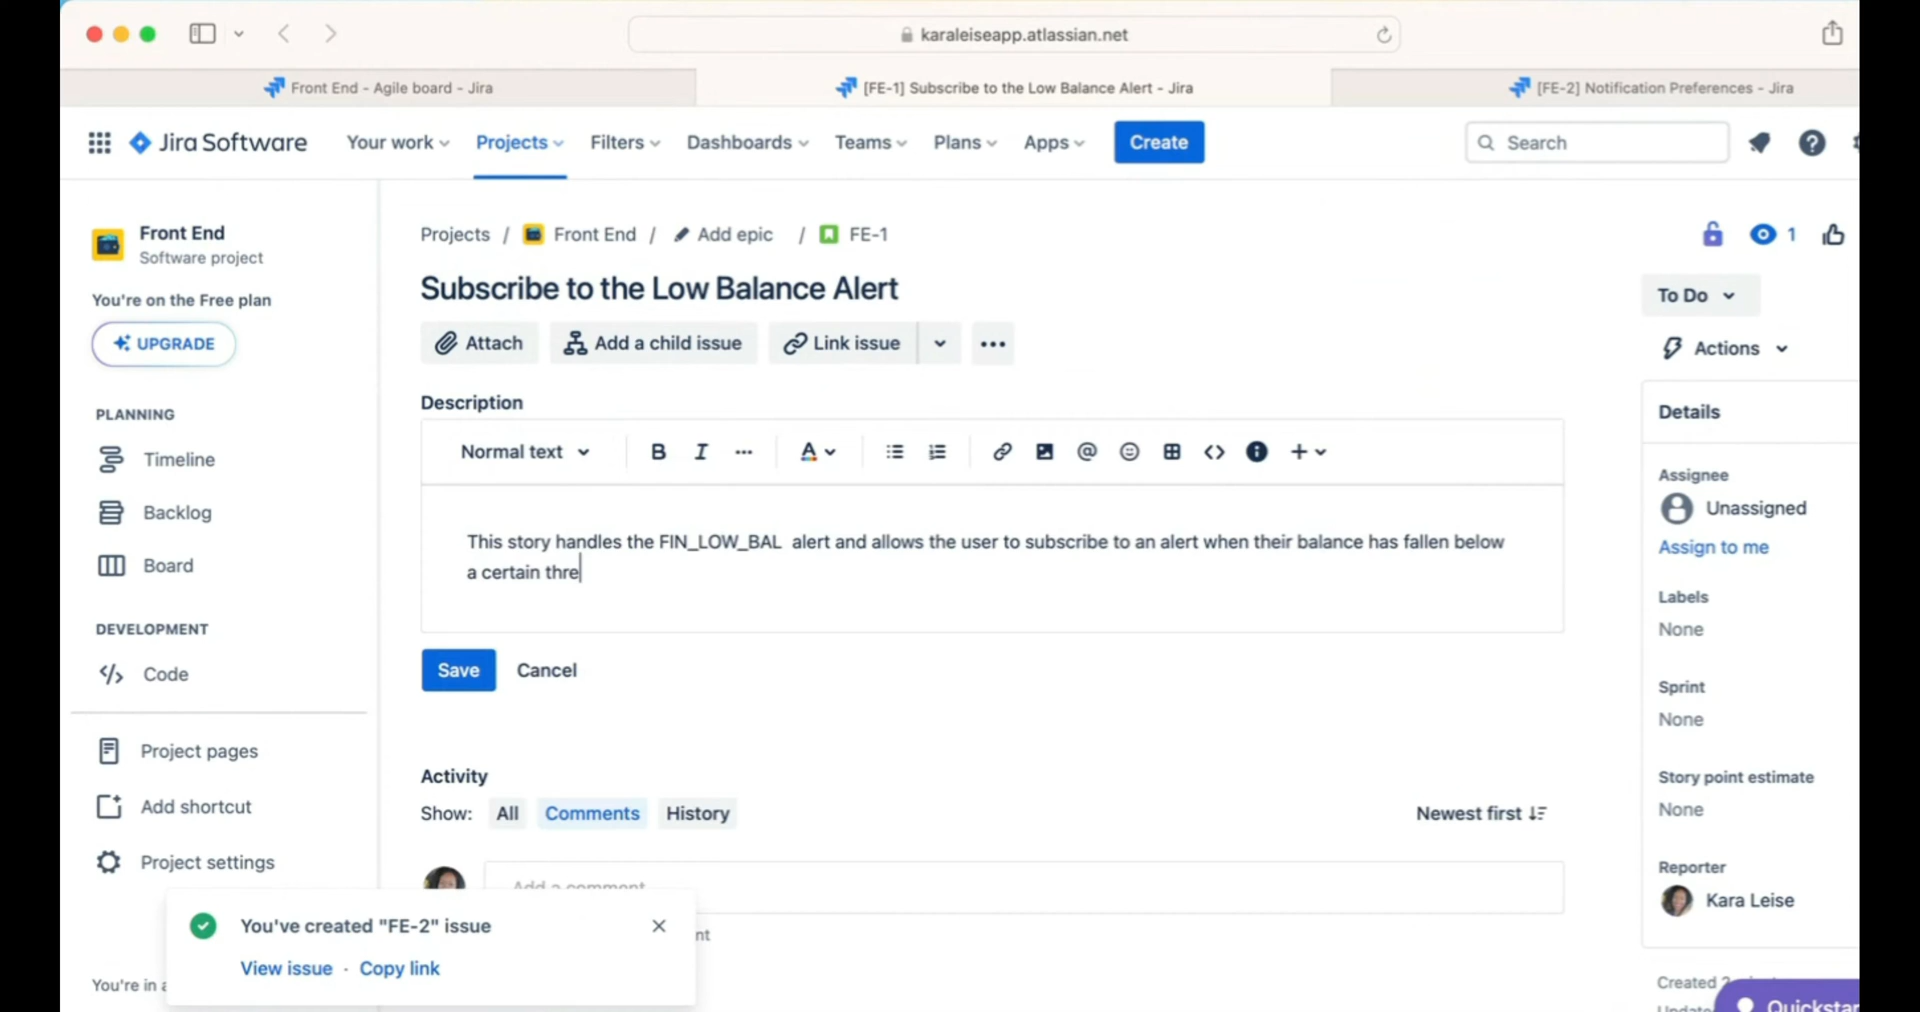 karaleiseapp.atlassian.net
Front End - Agile board - Jira
[FE-1] Subscribe to the Low Balance Alert - Jira
[FE-2] Notification Preferences - Jira
Jira Software
Your work
Projects
Filters
Dashboards
Teams
Plans
Apps
Create
Search
Front End
Software project
You're on the Free plan
UPGRADE
PLANNING
Timeline
Backlog
Board
DEVELOPMENT
Code
Project pages
Add shortcut
Project settings
You're in a
Projects / Front End / Add epic / FE-1
1
Subscribe to the Low Balance Alert
Attach
Add a child issue
Link issue
Description
Normal text
This story handles the FIN_LOW_BAL  alert and allows the user to subscribe to an alert when their balance has fallen below
a certain thre
Save
Cancel
Activity
Show:
All
Comments
History
Newest first
Add a comment
nt
You've created "FE-2" issue
View issue · Copy link
To Do
Actions
Details
Assignee
Unassigned
Assign to me
Labels
None
Sprint
None
Story point estimate
None
Reporter
Kara Leise
Created
Quickstar